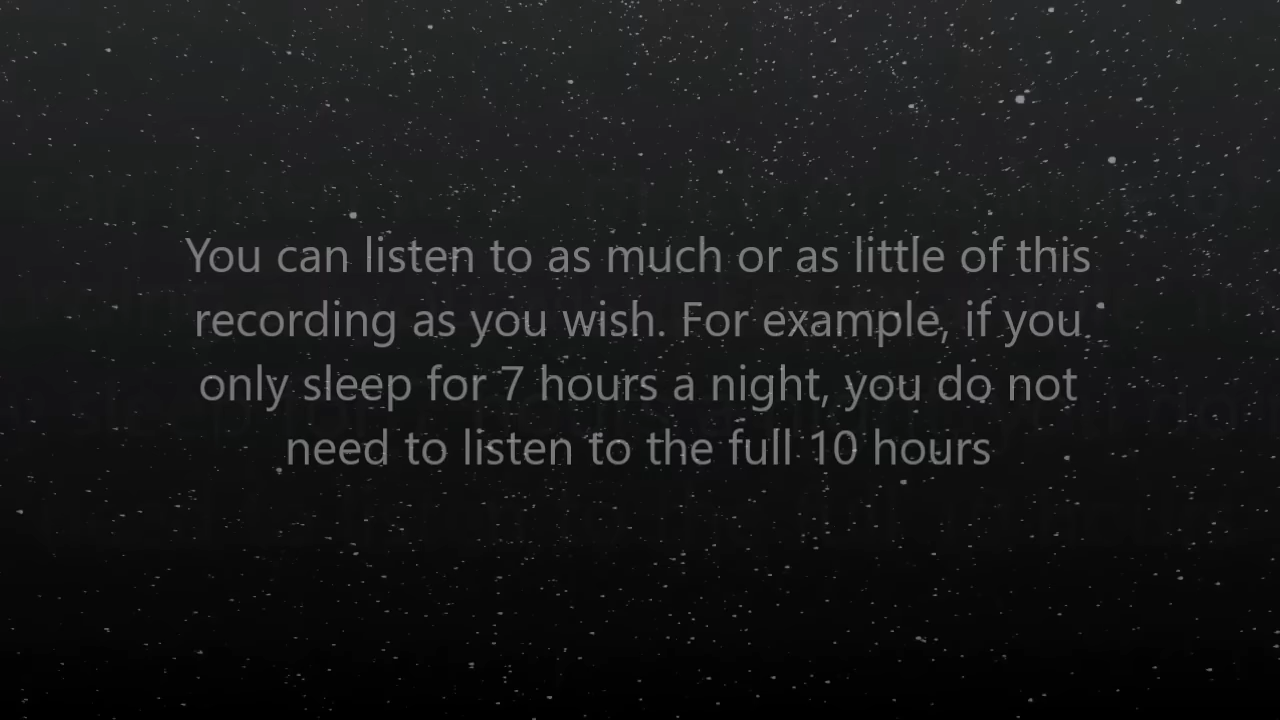 You can listen to as much or as little of this
recording as you wish. For example, if you
only sleep for 7 hours a night, you do not
need to listen to the full 10 hours